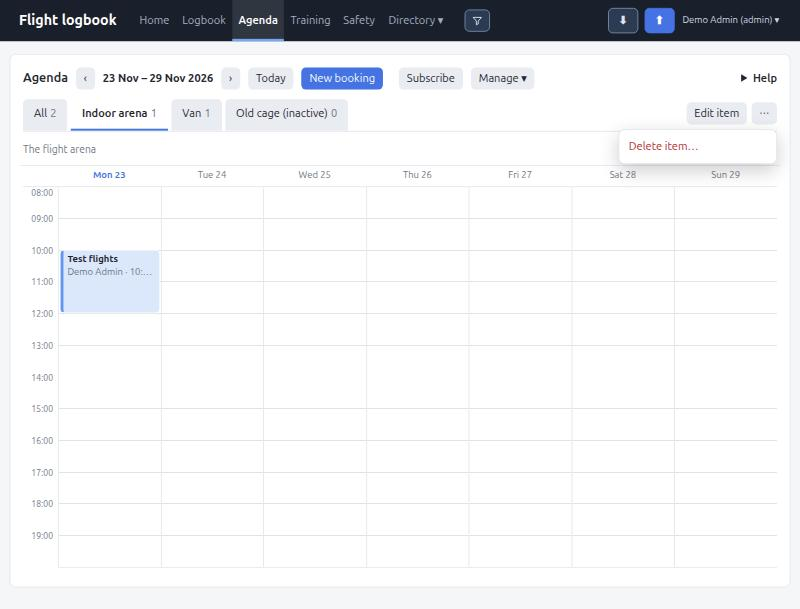 Flight logbook Home Logbook Agenda Training Safety Directory ▾ ⬇ ⬆ Demo Admin (admin) ▾
Agenda ‹ 23 Nov – 29 Nov 2026 › Today New booking Subscribe Manage ▾ ▶ Help
All 2 Indoor arena 1 Van 1 Old cage (inactive) 0 Edit item ···
The flight arena
Delete item…
Mon 23 Tue 24 Wed 25 Thu 26 Fri 27 Sat 28 Sun 29
08:00
09:00
10:00
Test flights
Demo Admin · 10:…
11:00
12:00
13:00
14:00
15:00
16:00
17:00
18:00
19:00